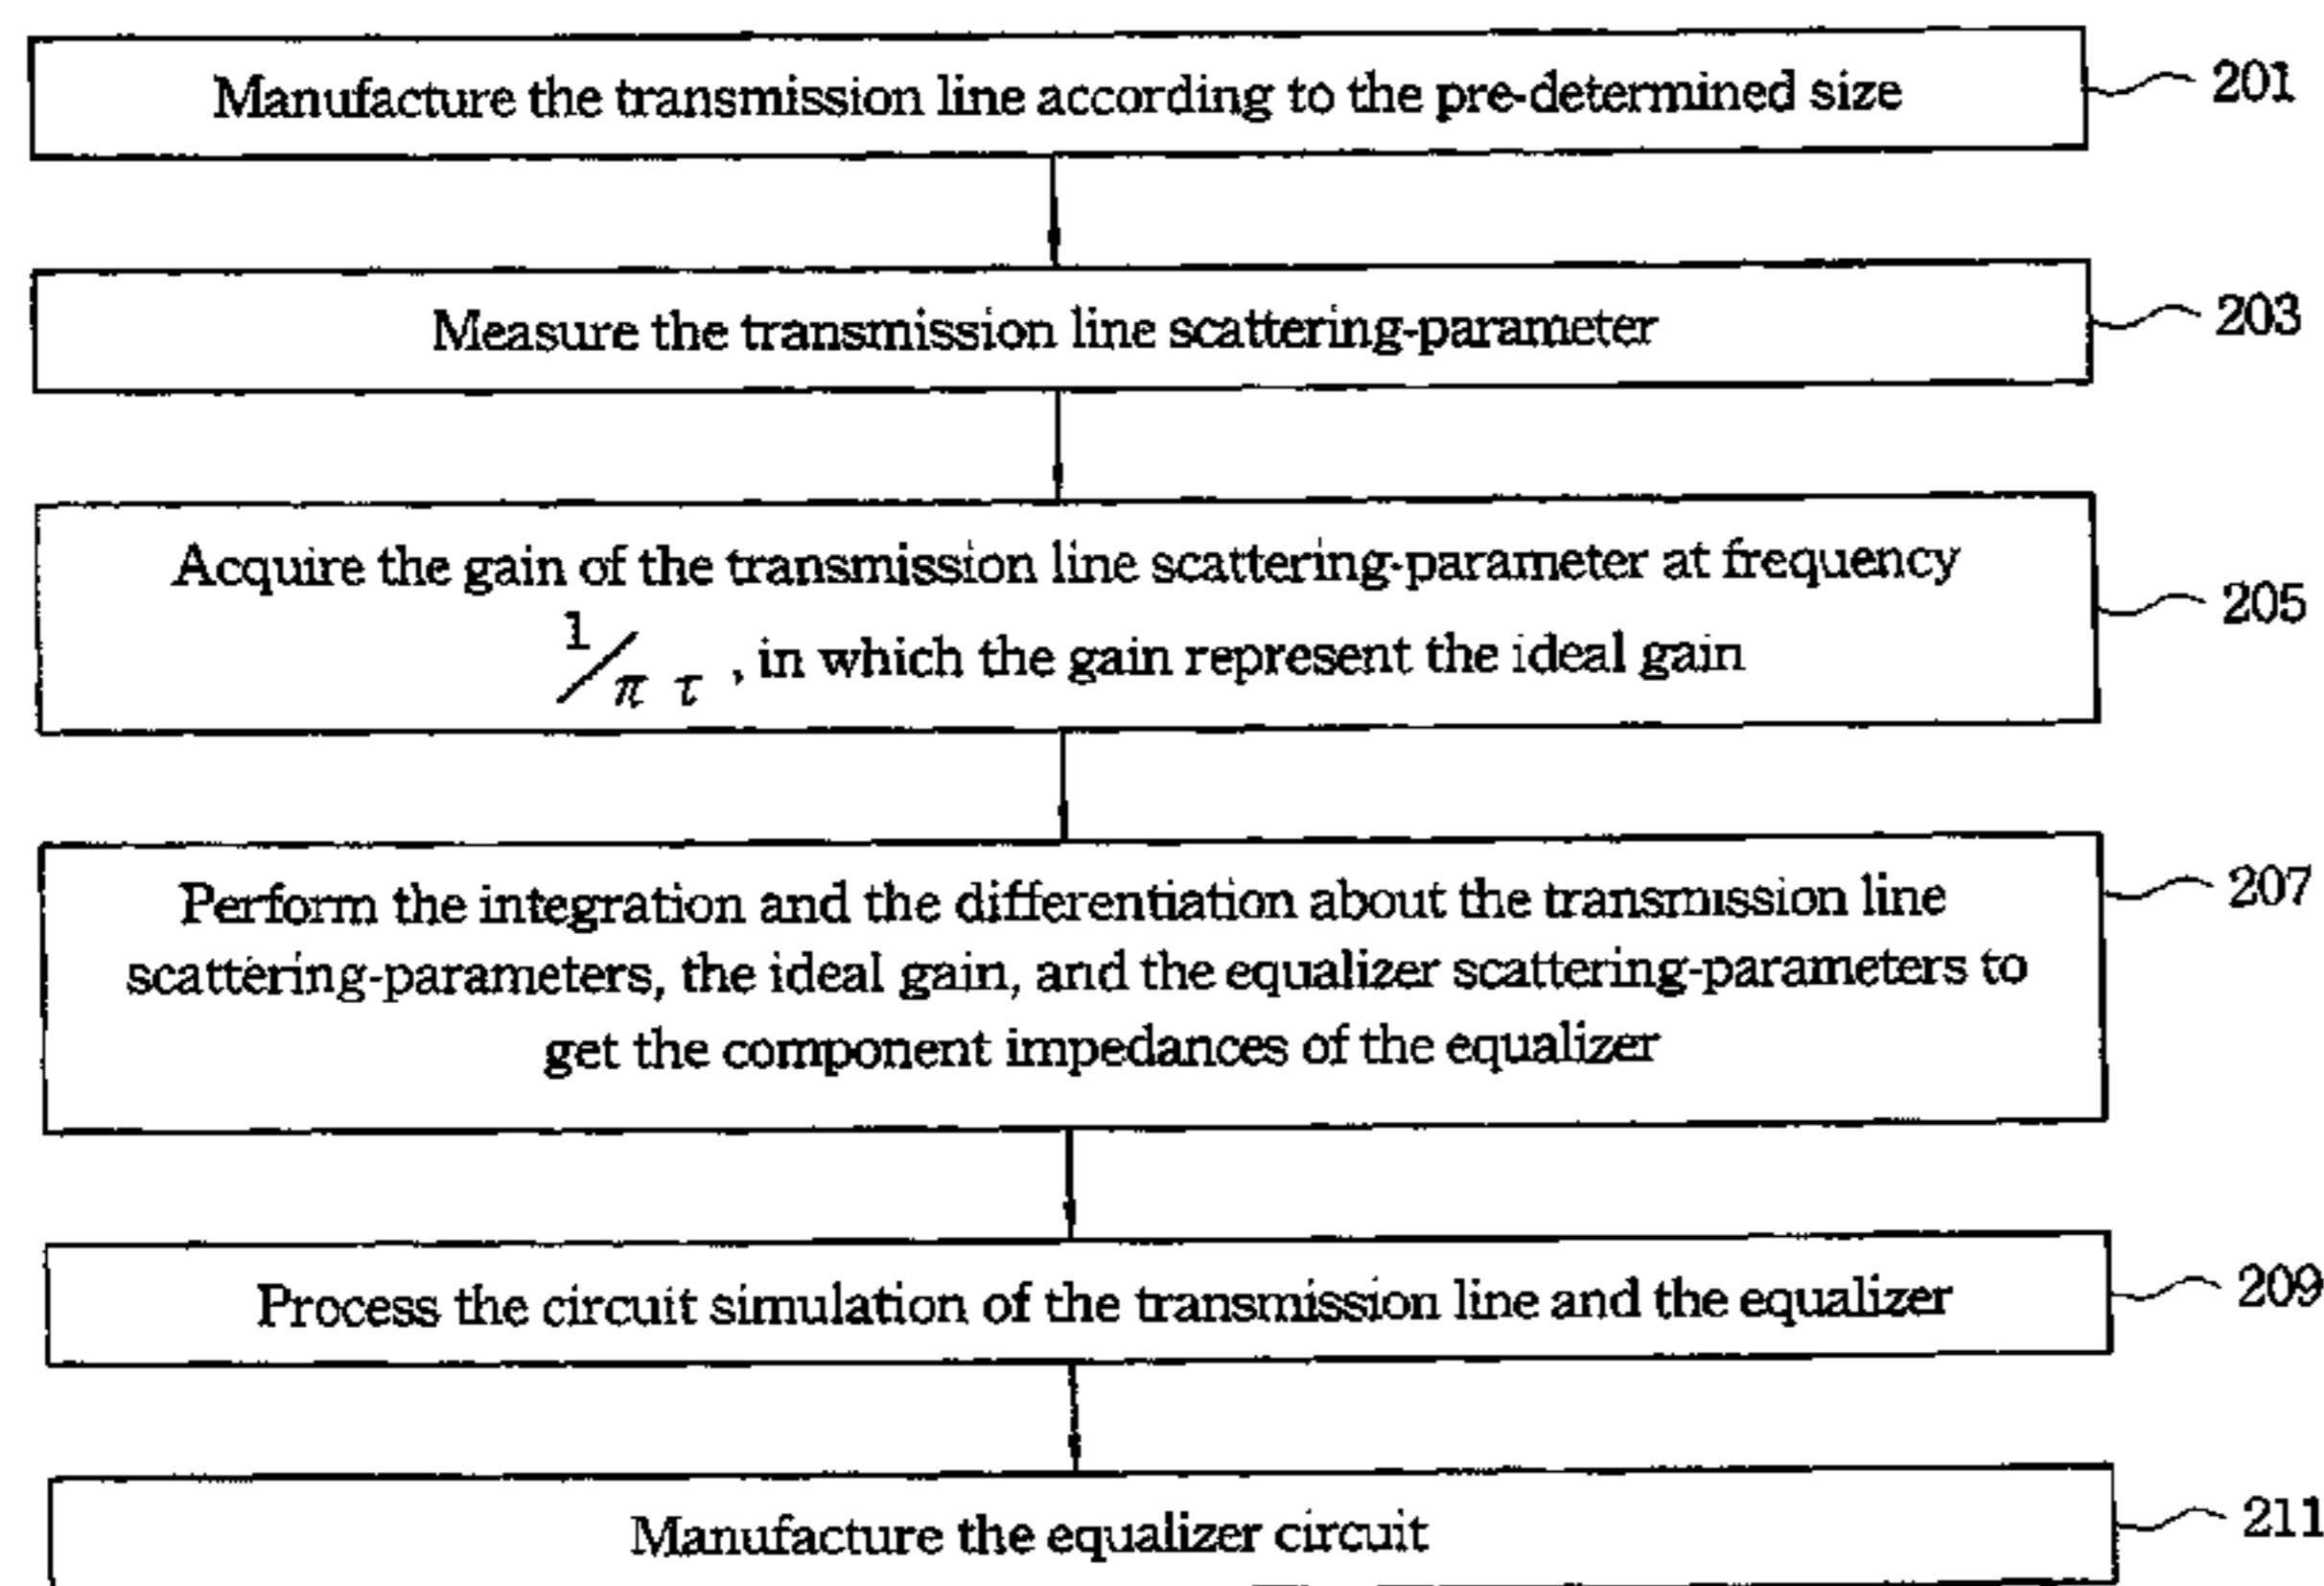 Manufacture the transmission line according to the pre-determined size
201
Measure the transmission line scattering-parameter
203
Acquire the gain of the transmission line scattering-parameter at frequency
1/π τ , in which the gain represent the ideal gain
205
Perform the integration and the differentiation about the transmission line
scattering-parameters, the ideal gain, and the equalizer scattering-parameters to
get the component impedances of the equalizer
207
Process the circuit simulation of the transmission line and the equalizer
209
Manufacture the equalizer circuit
211